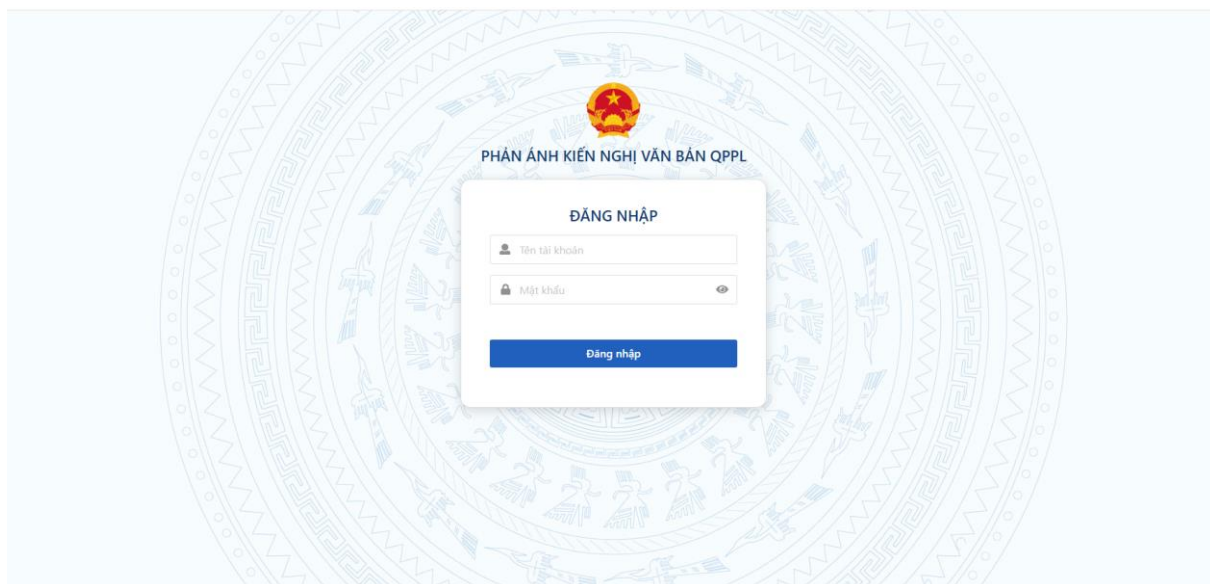 PHẢN ÁNH KIẾN NGHỊ VĂN BẢN QPPL
ĐĂNG NHẬP
Tên tài khoản
Mật khẩu
Đăng nhập